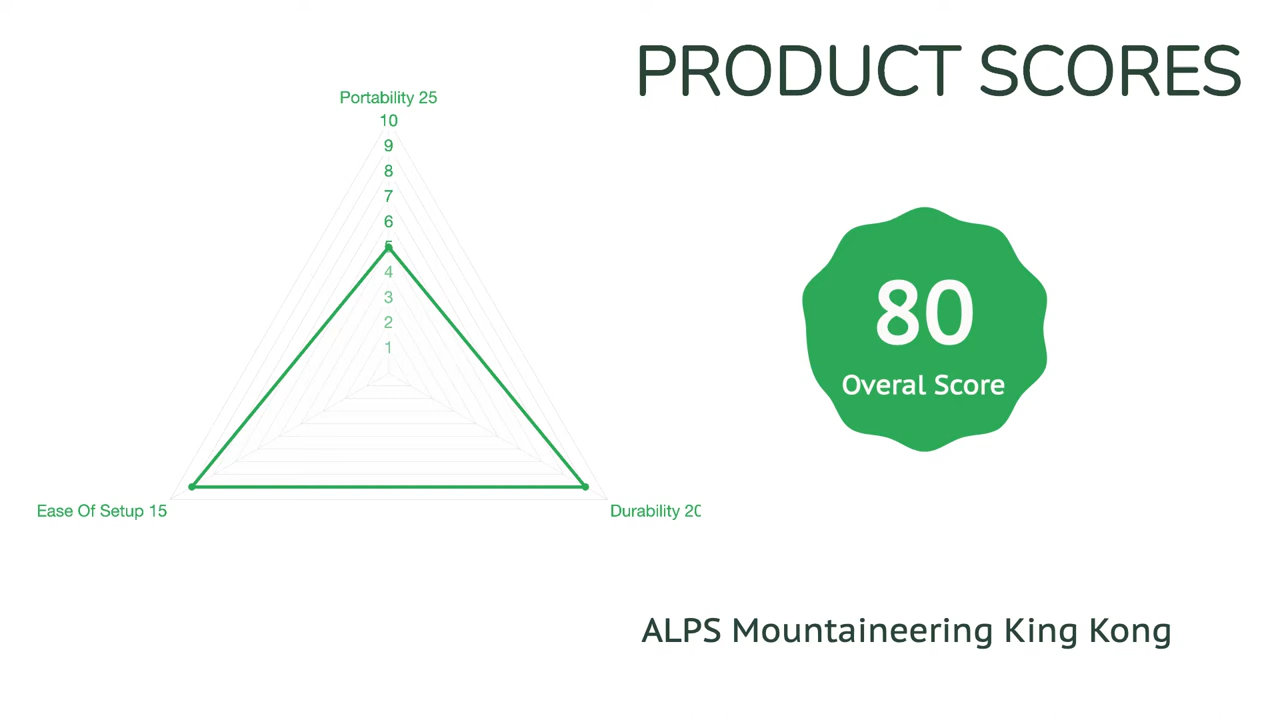 PRODUCT SCORES
Portability 25
10
9
8
7
6
5
4
3
2
1
Ease Of Setup 15
Durability 20
80
Overal Score
ALPS Mountaineering King Kong